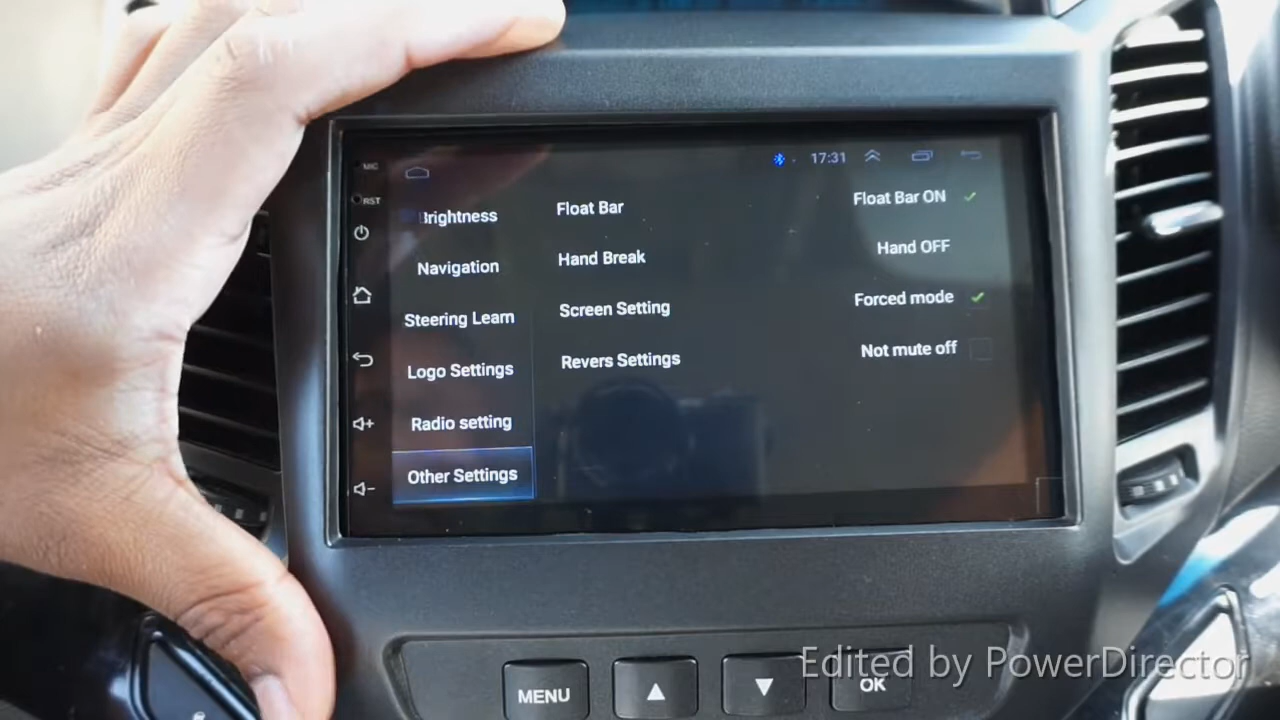 MIC
17:31
RST
Brightness
Float Bar
Float Bar ON
Navigation
Hand Break
Hand OFF
Steering Learn
Screen Setting
Forced mode
Logo Settings
Revers Settings
Not mute off
Radio setting
Other Settings
MENU
OK
Edited by PowerDirector